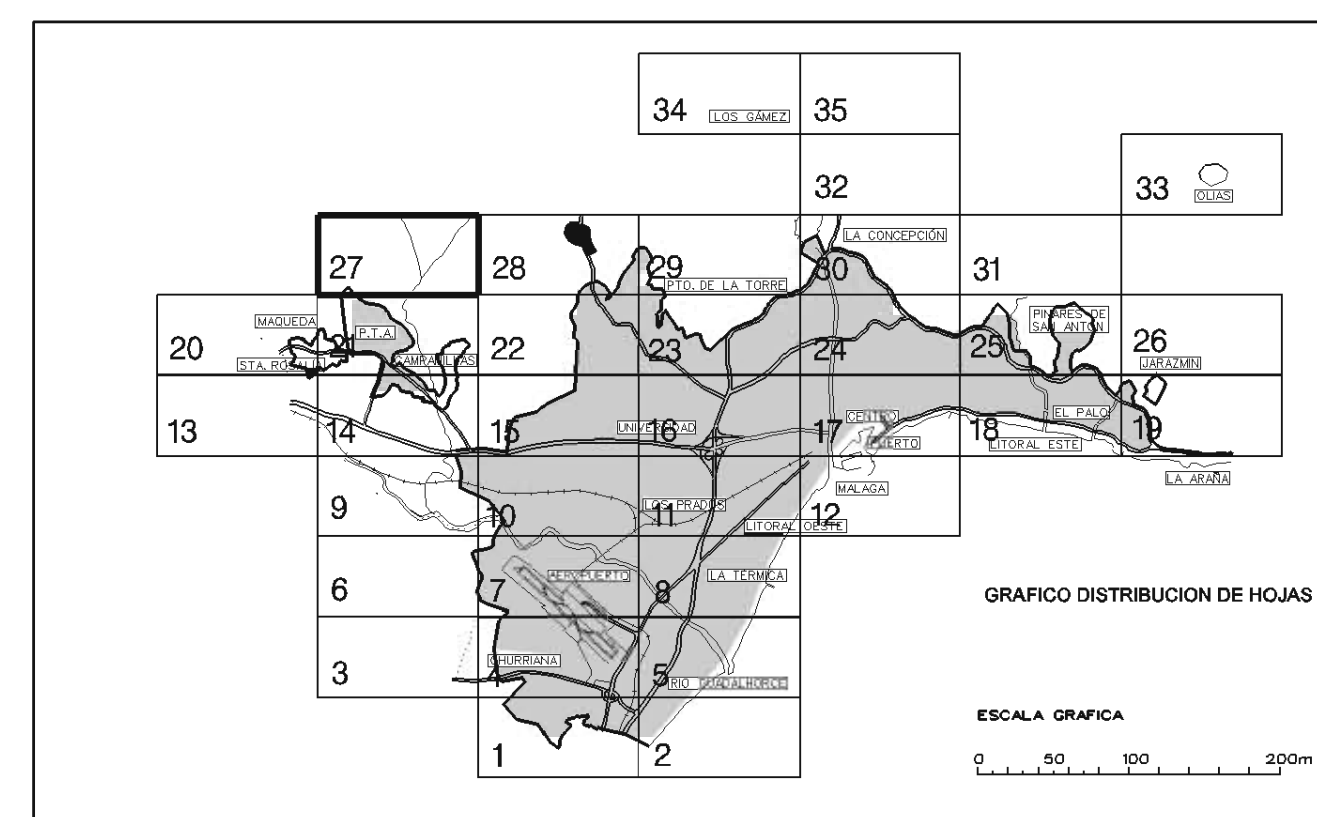 34 LOS GÁMEZ 35
32 33 OLIAS
27 28 29 PTO. DE LA TORRE 30 LA CONCEPCIÓN 31
MAQUEDA P.T.A. PINARES DE
SAN ANTÓN
20 STA. ROSALIA CAMPANILLAS 22 23 24 25 26 JARAZMIN
13 14 15 UNIVERSIDAD 16 17 CENTRO 18 EL PALO 19
PUERTO LITORAL ESTE
MALAGA LA ARAÑA
9 10 LOS PRADOS 11 LITORAL OESTE 12
6 7 AEROPUERTO 8 LA TÉRMICA
GRAFICO DISTRIBUCION DE HOJAS
3 CHURRIANA 5 RIO GUADALHORCE
1 2
ESCALA GRAFICA
0 50 100 200m